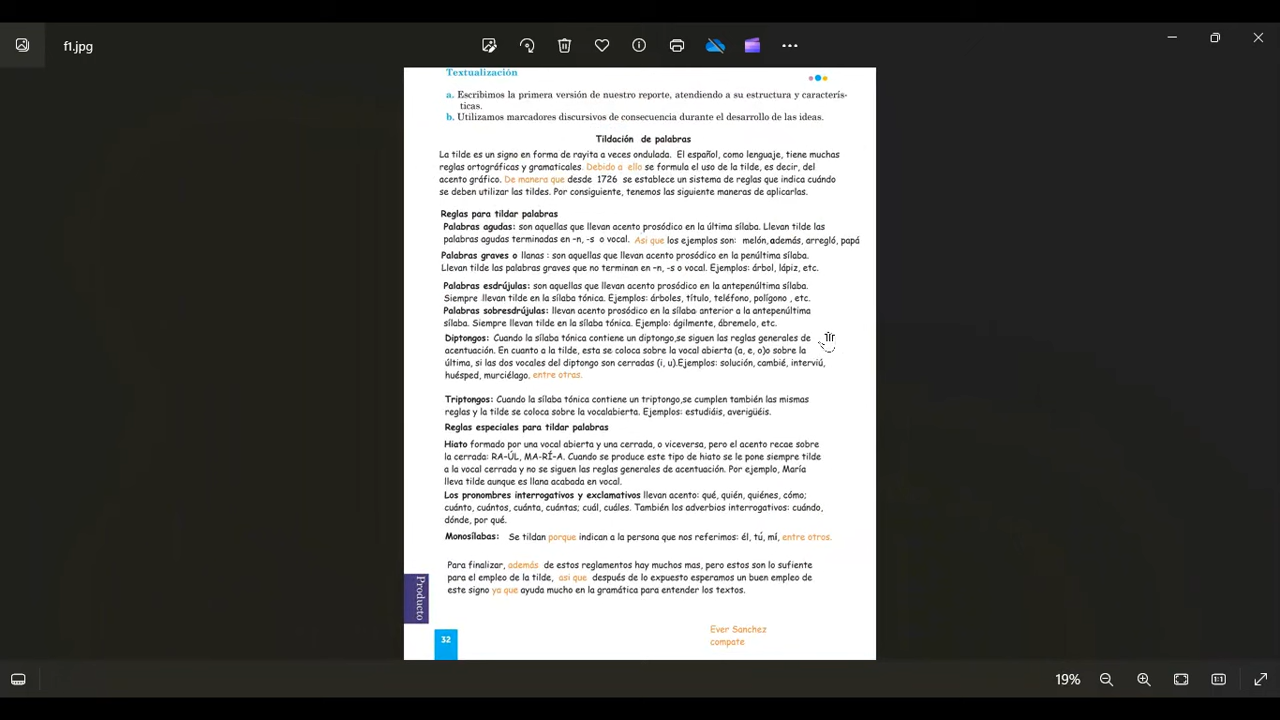 f1.jpg
Textualización
a. Escribimos la primera versión de nuestro reporte, atendiendo a su estructura y caracterís-
ticas.
b. Utilizamos marcadores discursivos de consecuencia durante el desarrollo de las ideas.
Tildación de palabras
La tilde es un signo en forma de rayita a veces ondulada. El español, como lenguaje, tiene muchas
reglas ortográficas y gramaticales. Debido a ello se formula el uso de la tilde, es decir, del
acento gráfico. De manera que desde 1726 se establece un sistema de reglas que indica cuándo
se deben utilizar las tildes. Por consiguiente, tenemos las siguiente maneras de aplicarlas.
Reglas para tildar palabras
Palabras agudas: son aquellas que llevan acento prosódico en la última sílaba. Llevan tilde las
palabras agudas terminadas en -n, -s o vocal. Asi que los ejemplos son: melón, además, arregló, papá
Palabras graves o llanas : son aquellas que llevan acento prosódico en la penúltima sílaba.
Llevan tilde las palabras graves que no terminan en -n, -s o vocal. Ejemplos: árbol, lápiz, etc.
Palabras esdrújulas: son aquellas que llevan acento prosódico en la antepenúltima sílaba.
Siempre llevan tilde en la sílaba tónica. Ejemplos: árboles, título, teléfono, polígono , etc.
Palabras sobresdrújulas: llevan acento prosódico en la sílaba anterior a la antepenúltima
sílaba. Siempre llevan tilde en la sílaba tónica. Ejemplo: ágilmente, ábremelo, etc.
Diptongos: Cuando la sílaba tónica contiene un diptongo,se siguen las reglas generales de
acentuación. En cuanto a la tilde, esta se coloca sobre la vocal abierta (a, e, o)o sobre la
última, si las dos vocales del diptongo son cerradas (i, u).Ejemplos: solución, cambié, interviú,
huésped, murciélago. entre otras.
Triptongos: Cuando la sílaba tónica contiene un triptongo,se cumplen también las mismas
reglas y la tilde se coloca sobre la vocalabierta. Ejemplos: estudiáis, averigüéis.
Reglas especiales para tildar palabras
Hiato formado por una vocal abierta y una cerrada, o viceversa, pero el acento recae sobre
la cerrada: RA-ÚL, MA-RÍ-A. Cuando se produce este tipo de hiato se le pone siempre tilde
a la vocal cerrada y no se siguen las reglas generales de acentuación. Por ejemplo, María
lleva tilde aunque es llana acabada en vocal.
Los pronombres interrogativos y exclamativos llevan acento: qué, quién, quiénes, cómo;
cuánto, cuántos, cuánta, cuántas; cuál, cuáles. También los adverbios interrogativos: cuándo,
dónde, por qué.
Monosílabas: Se tildan porque indican a la persona que nos referimos: él, tú, mí, entre otros.
Para finalizar, además de estos reglamentos hay muchos mas, pero estos son lo sufiente
para el empleo de la tilde, asi que después de lo expuesto esperamos un buen empleo de
este signo ya que ayuda mucho en la gramática para entender los textos.
Producto
32
Ever Sanchez
compate
19%